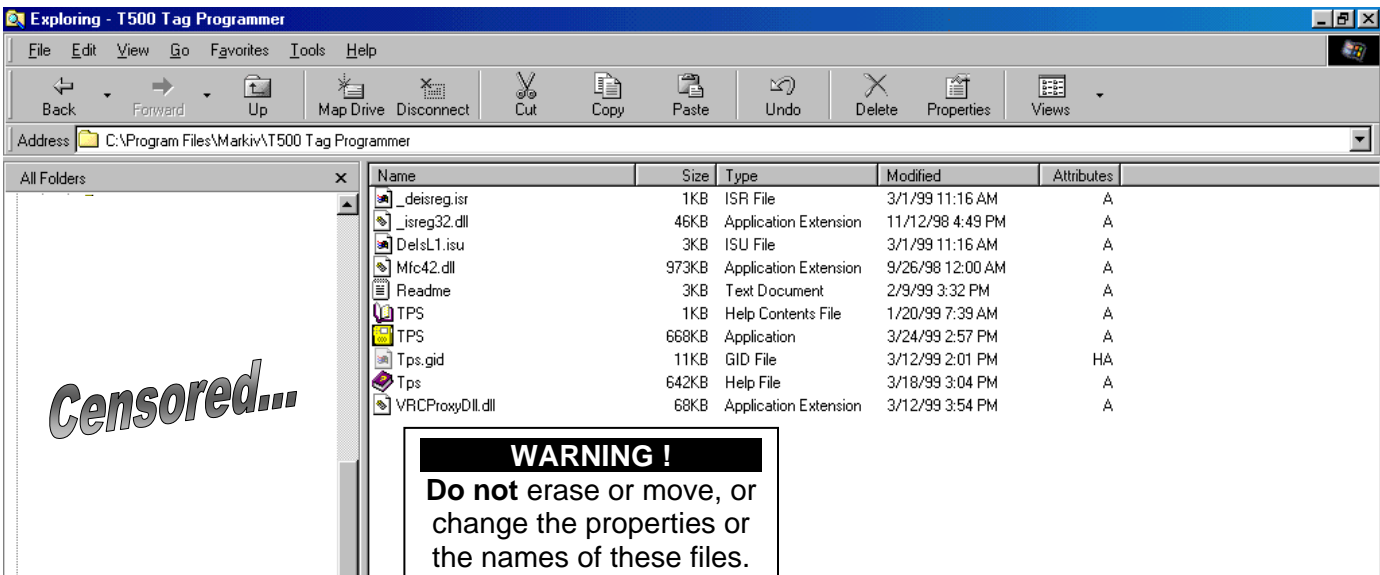 Exploring - T500 Tag Programmer
File Edit View Go Favorites Tools Help
Back Forward Up Map Drive Disconnect Cut Copy Paste Undo Delete Properties Views
Address C:\Program Files\Markiv\T500 Tag Programmer
All Folders
Name Size Type Modified Attributes
_deisreg.isr 1KB ISR File 3/1/99 11:16 AM A
_isreg32.dll 46KB Application Extension 11/12/98 4:49 PM A
DeIsL1.isu 3KB ISU File 3/1/99 11:16 AM A
Mfc42.dll 973KB Application Extension 9/26/98 12:00 AM A
Readme 3KB Text Document 2/9/99 3:32 PM A
TPS 1KB Help Contents File 1/20/99 7:39 AM A
TPS 668KB Application 3/24/99 2:57 PM A
Tps.gid 11KB GID File 3/12/99 2:01 PM HA
Tps 642KB Help File 3/18/99 3:04 PM A
VRCProxyDll.dll 68KB Application Extension 3/12/99 3:54 PM A
Censored...
WARNING !
Do not erase or move, or
change the properties or
the names of these files.